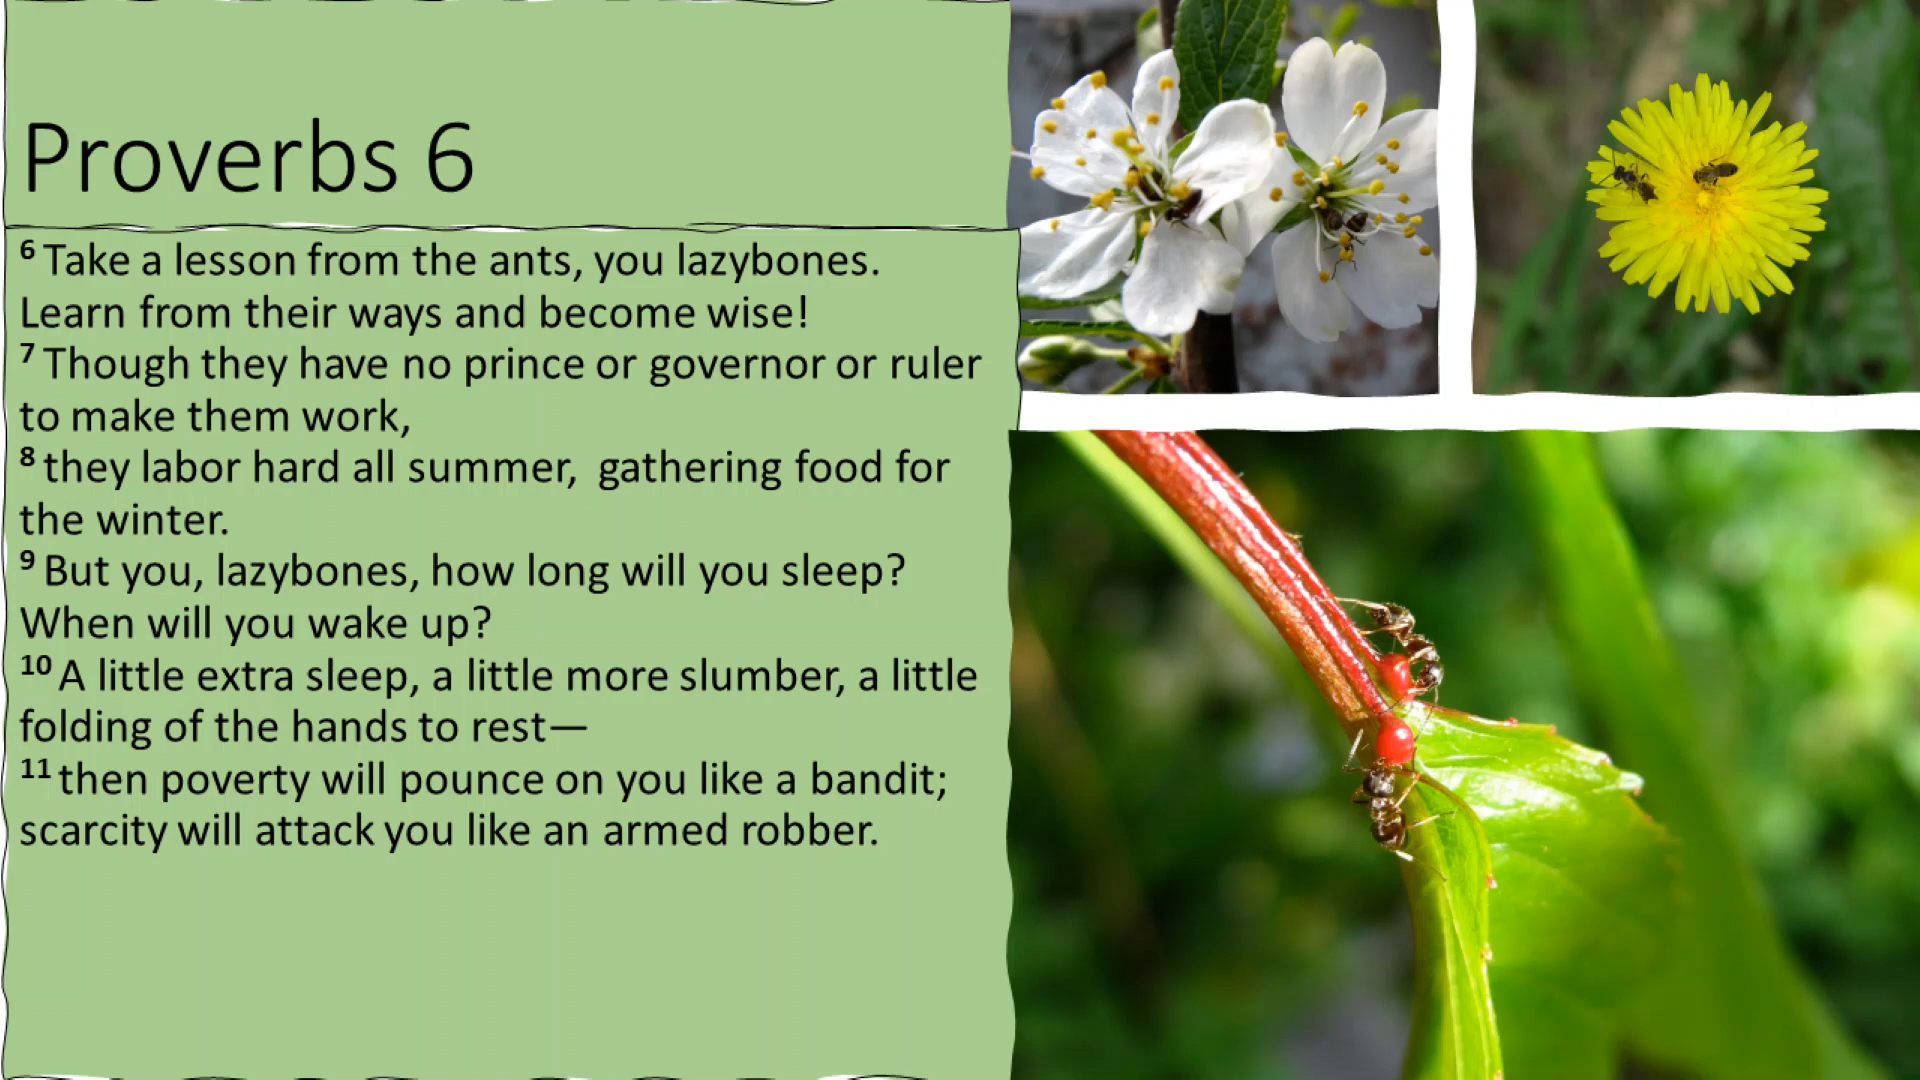 Proverbs 6
6 Take a lesson from the ants, you lazybones.
Learn from their ways and become wise!
7 Though they have no prince or governor or ruler
to make them work,
8 they labor hard all summer,  gathering food for
the winter.
9 But you, lazybones, how long will you sleep?
When will you wake up?
10 A little extra sleep, a little more slumber, a little
folding of the hands to rest—
11 then poverty will pounce on you like a bandit;
scarcity will attack you like an armed robber.